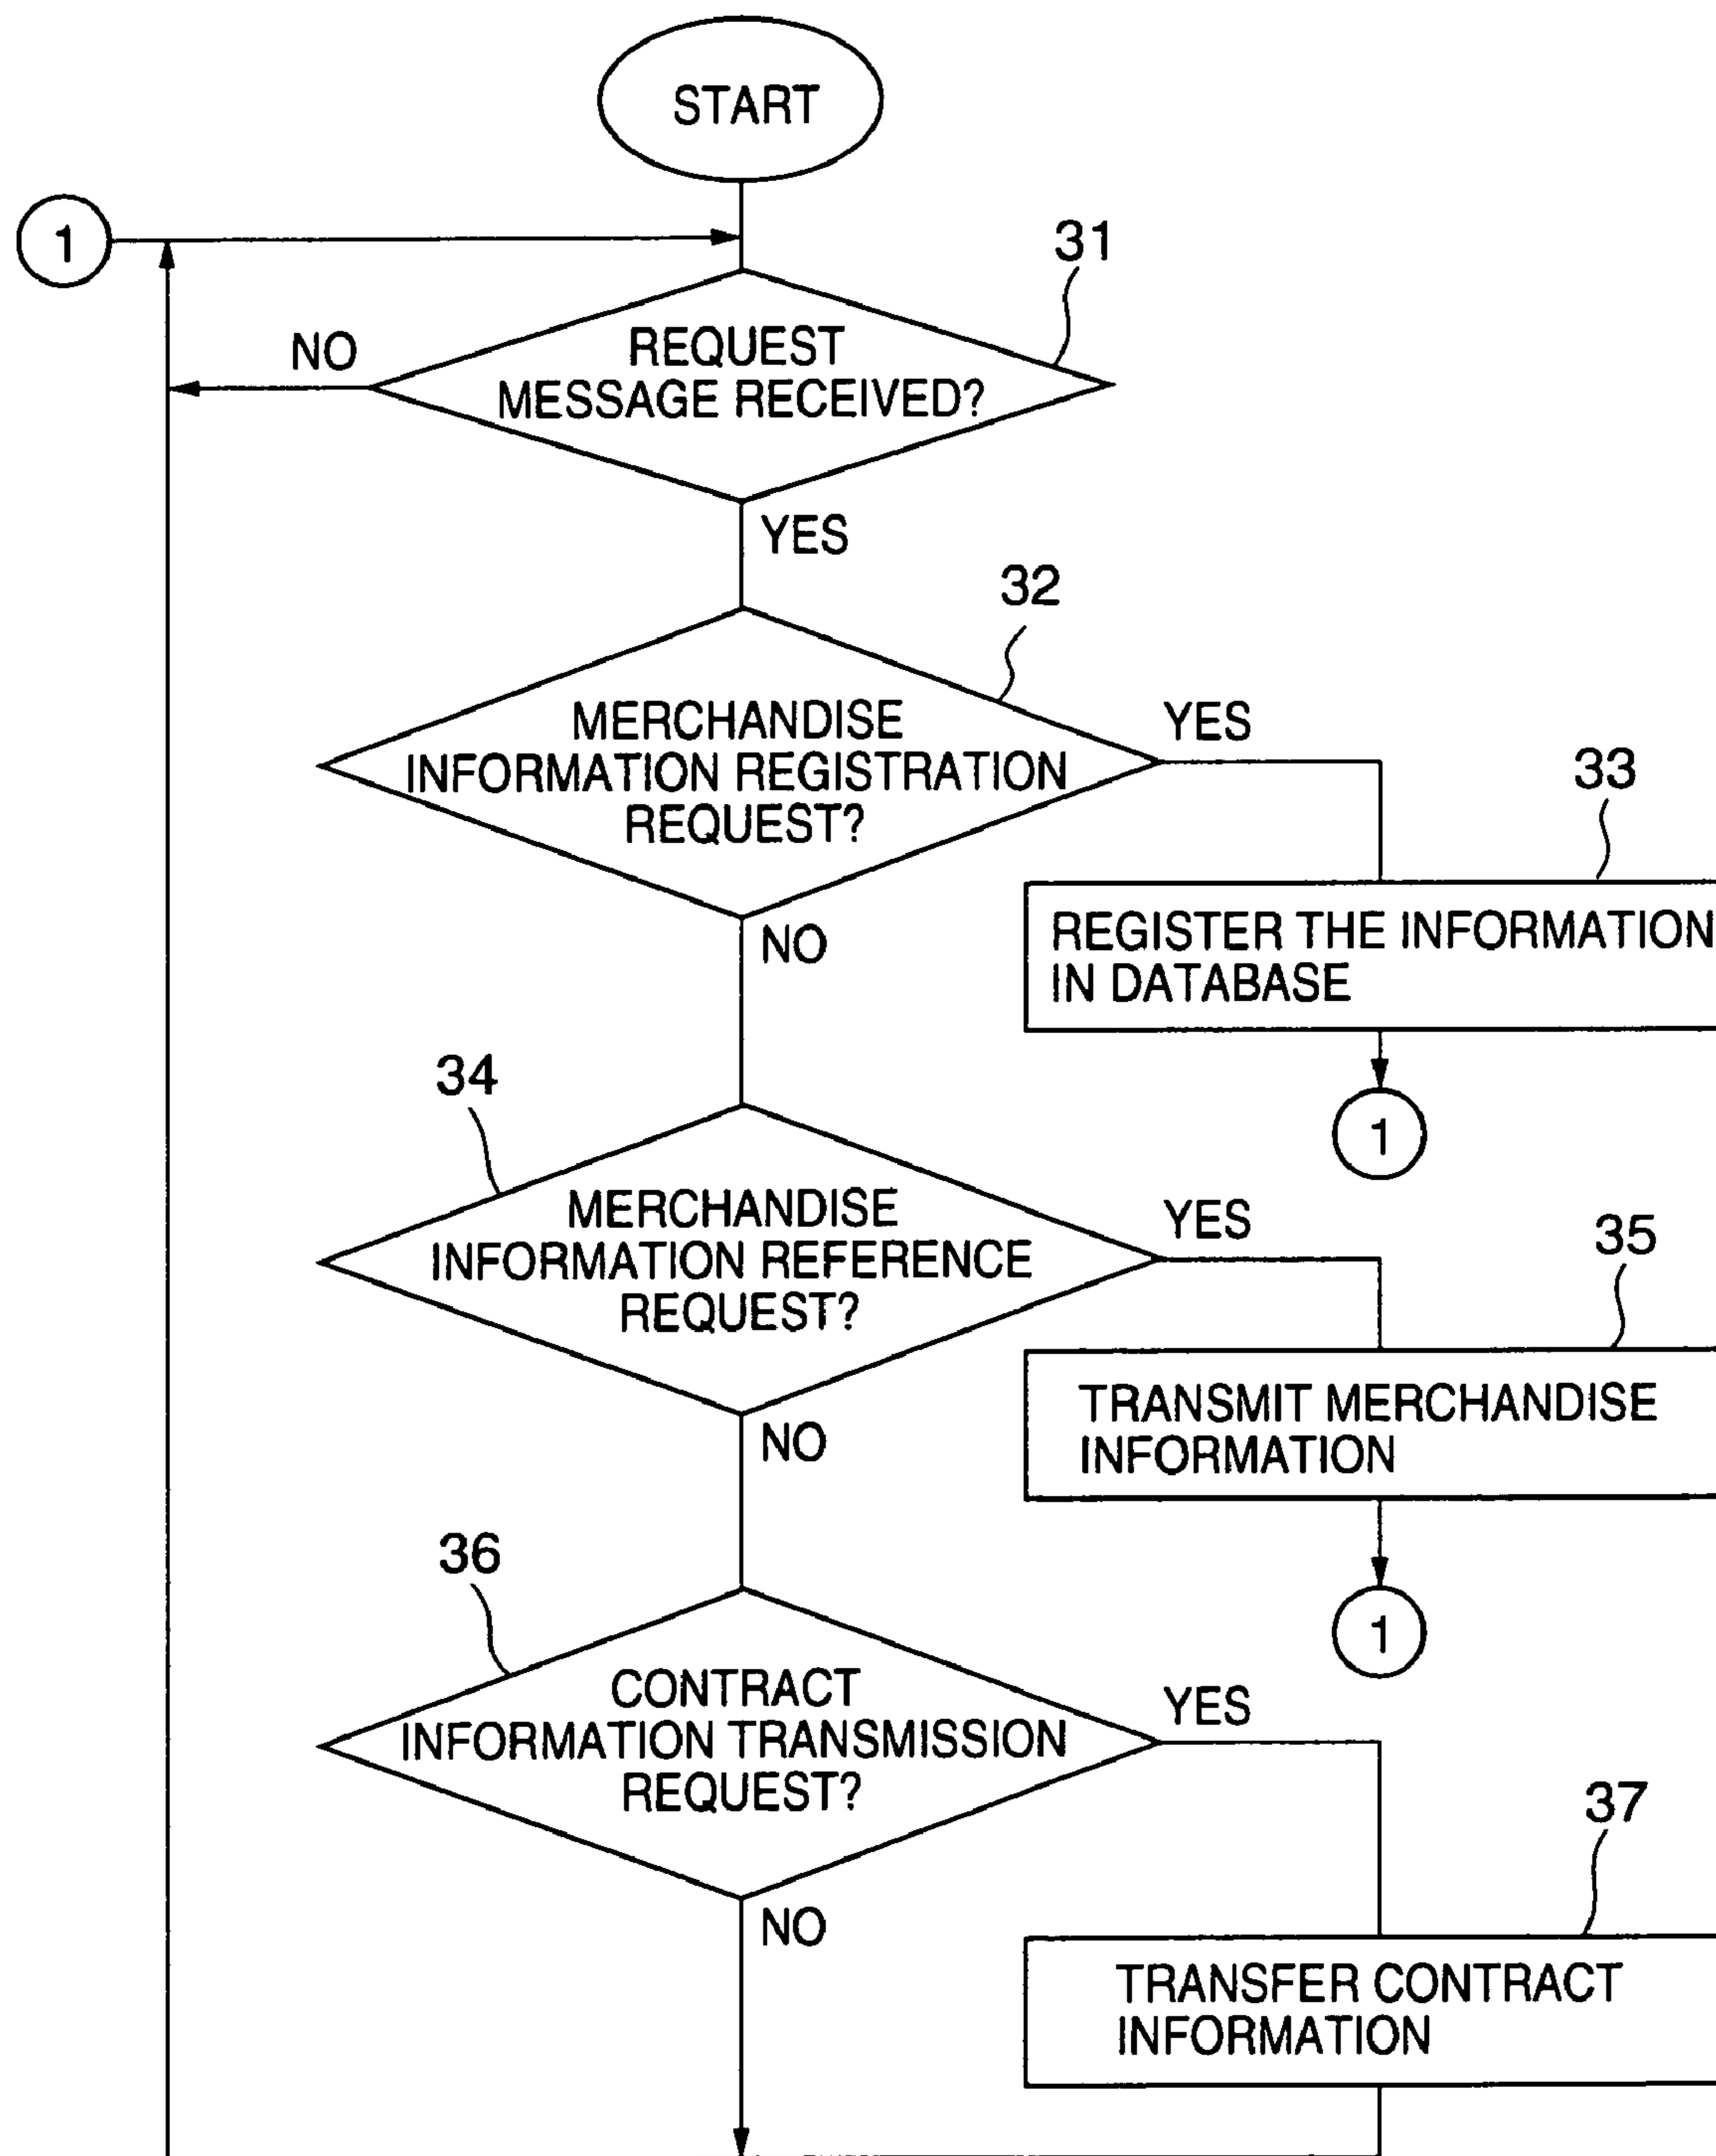 START
1
31
NO
REQUEST
MESSAGE RECEIVED?
YES
32
MERCHANDISE
INFORMATION REGISTRATION
REQUEST?
YES
33
NO
REGISTER THE INFORMATION
IN DATABASE
34
1
MERCHANDISE
INFORMATION REFERENCE
REQUEST?
YES
35
NO
TRANSMIT MERCHANDISE
INFORMATION
36
1
CONTRACT
INFORMATION TRANSMISSION
REQUEST?
YES
37
NO
TRANSFER CONTRACT
INFORMATION